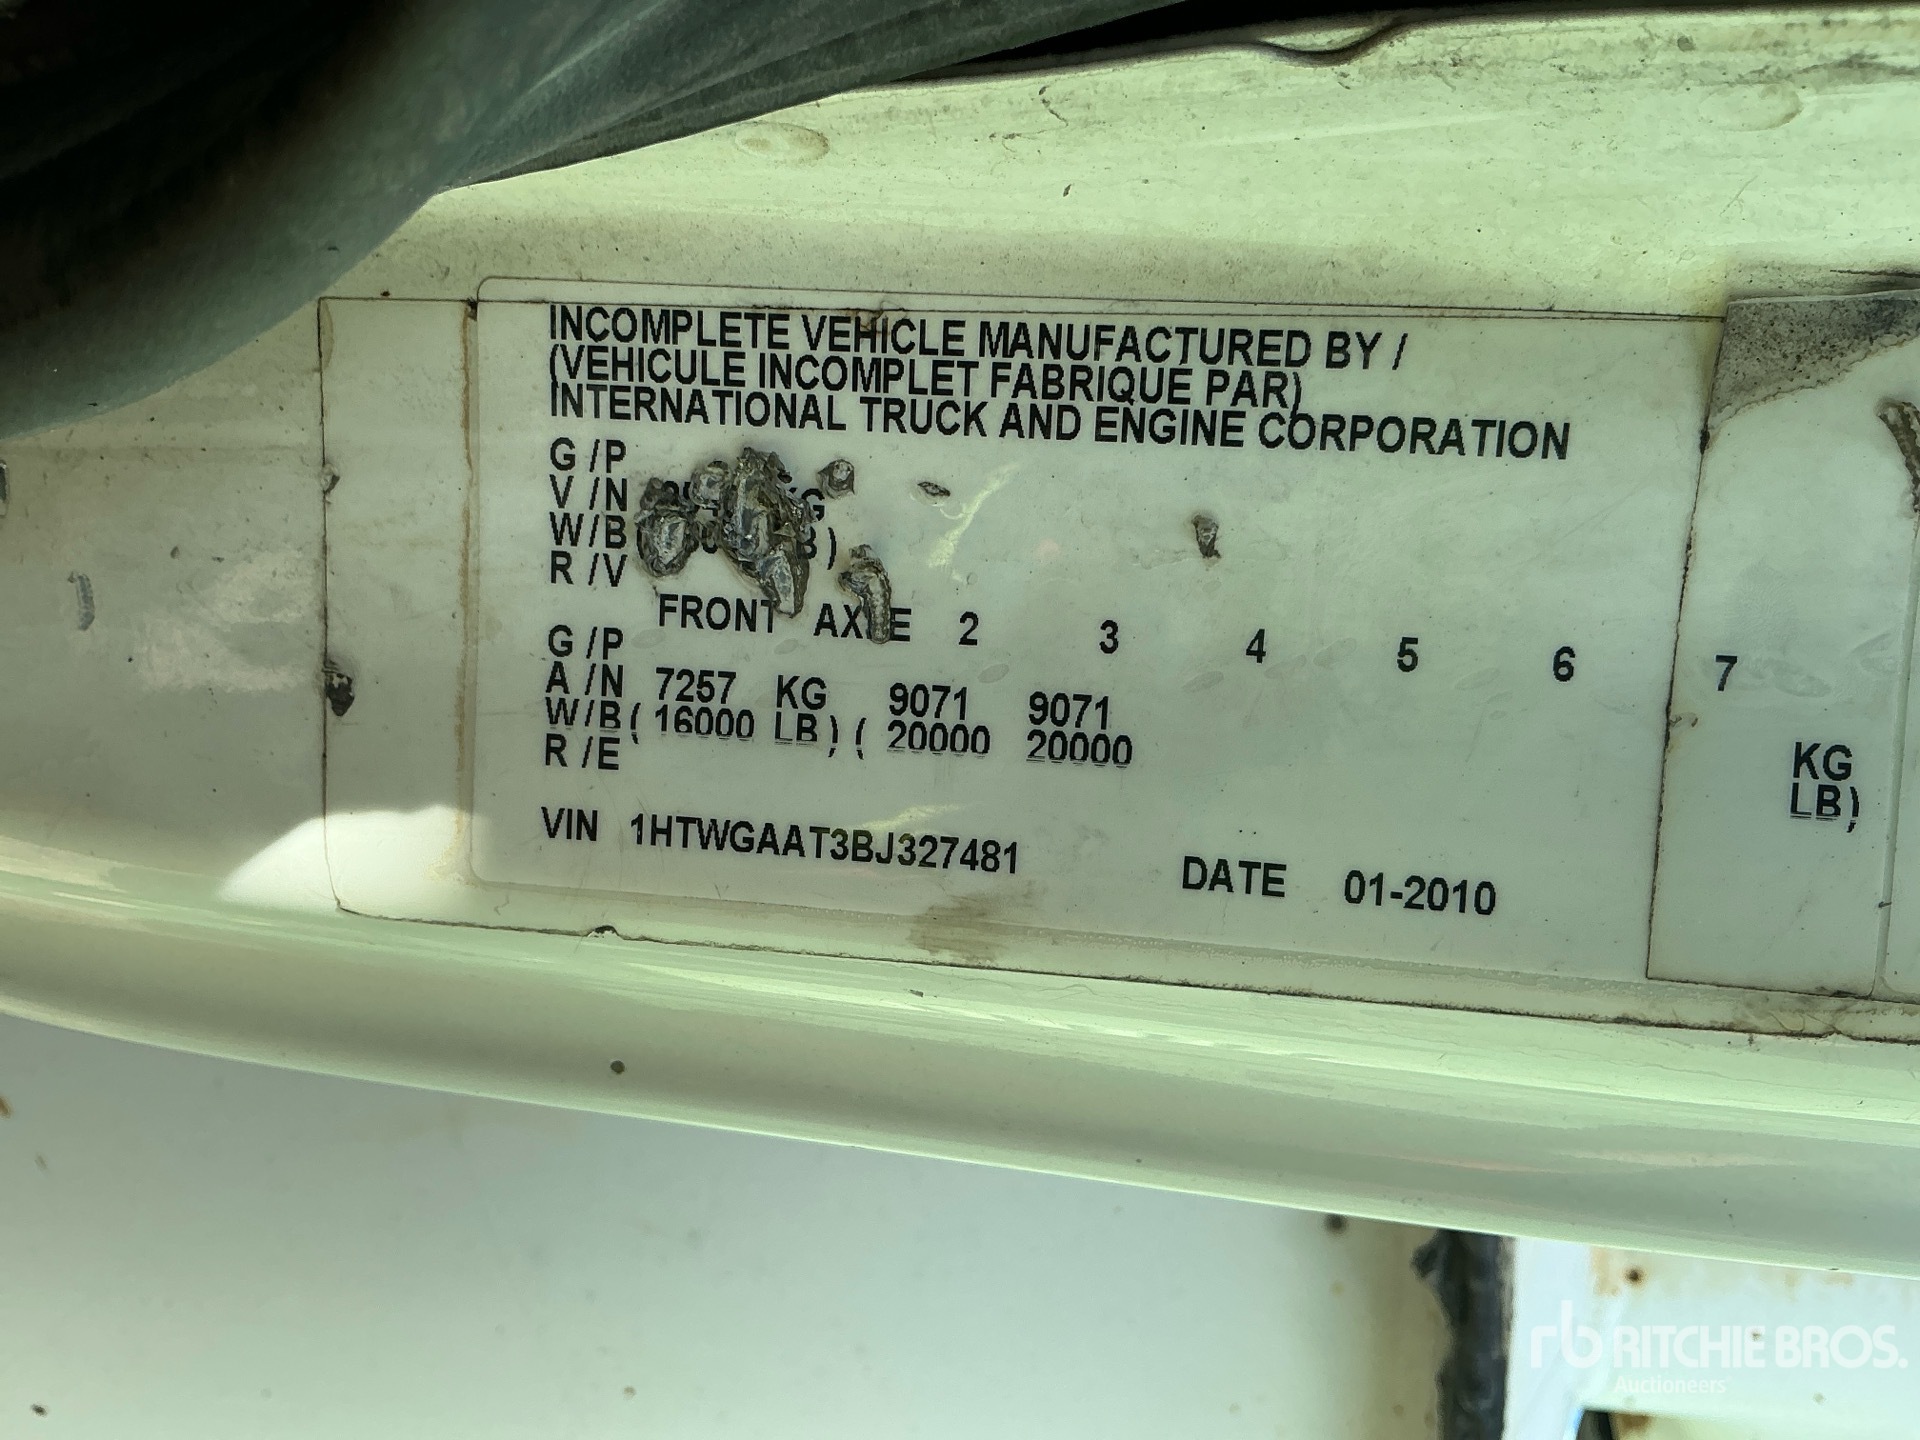 INCOMPLETE VEHICLE MANUFACTURED BY /
(VEHICULE INCOMPLET FABRIQUE PAR)
INTERNATIONAL TRUCK AND ENGINE CORPORATION
G /P
V /N KG
W/B )
R /V
FRONT AXLE 2 3 4 5 6 7
G /P
A /N 7257 KG 9071 9071 KG
W/B ( 16000 LB ) ( 20000 20000 LB)
R /E
VIN 1HTWGAAT3BJ327481 DATE 01-2010
rb RITCHIE BROS.
Auctioneers